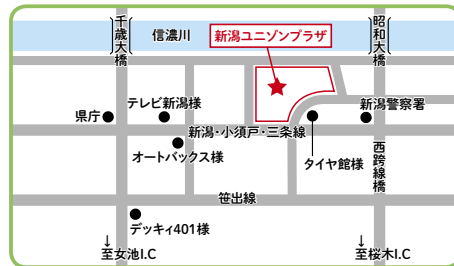 千歳大橋
信濃川
新潟ユニゾンプラザ
昭和大橋
県庁
テレビ新潟様
新潟警察署
新潟・小須戸・三条線
オートバックス様
タイヤ館様
西跨線橋
笹出線
デッキィ401様
↓
至女池I.C
↓
至桜木I.C